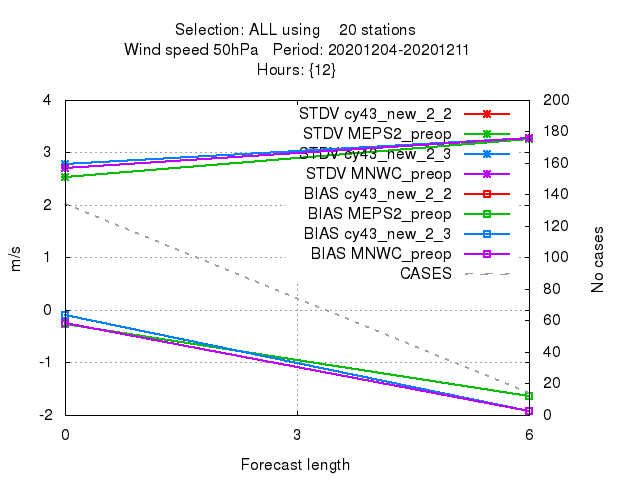 Selection: ALL using 20 stations
Wind speed 50hPa Period: 20201204-20201211
Hours: {12}
4
3
2
1
0
-1
-2
m/s
200
180
160
140
120
100
80
60
40
20
0
No cases
STDV cy43_new_2_2
STDV MEPS2_preop
STDV cy43_new_2_3
STDV MNWC_preop
BIAS cy43_new_2_2
BIAS MEPS2_preop
BIAS cy43_new_2_3
BIAS MNWC_preop
CASES
0 3 6
Forecast length